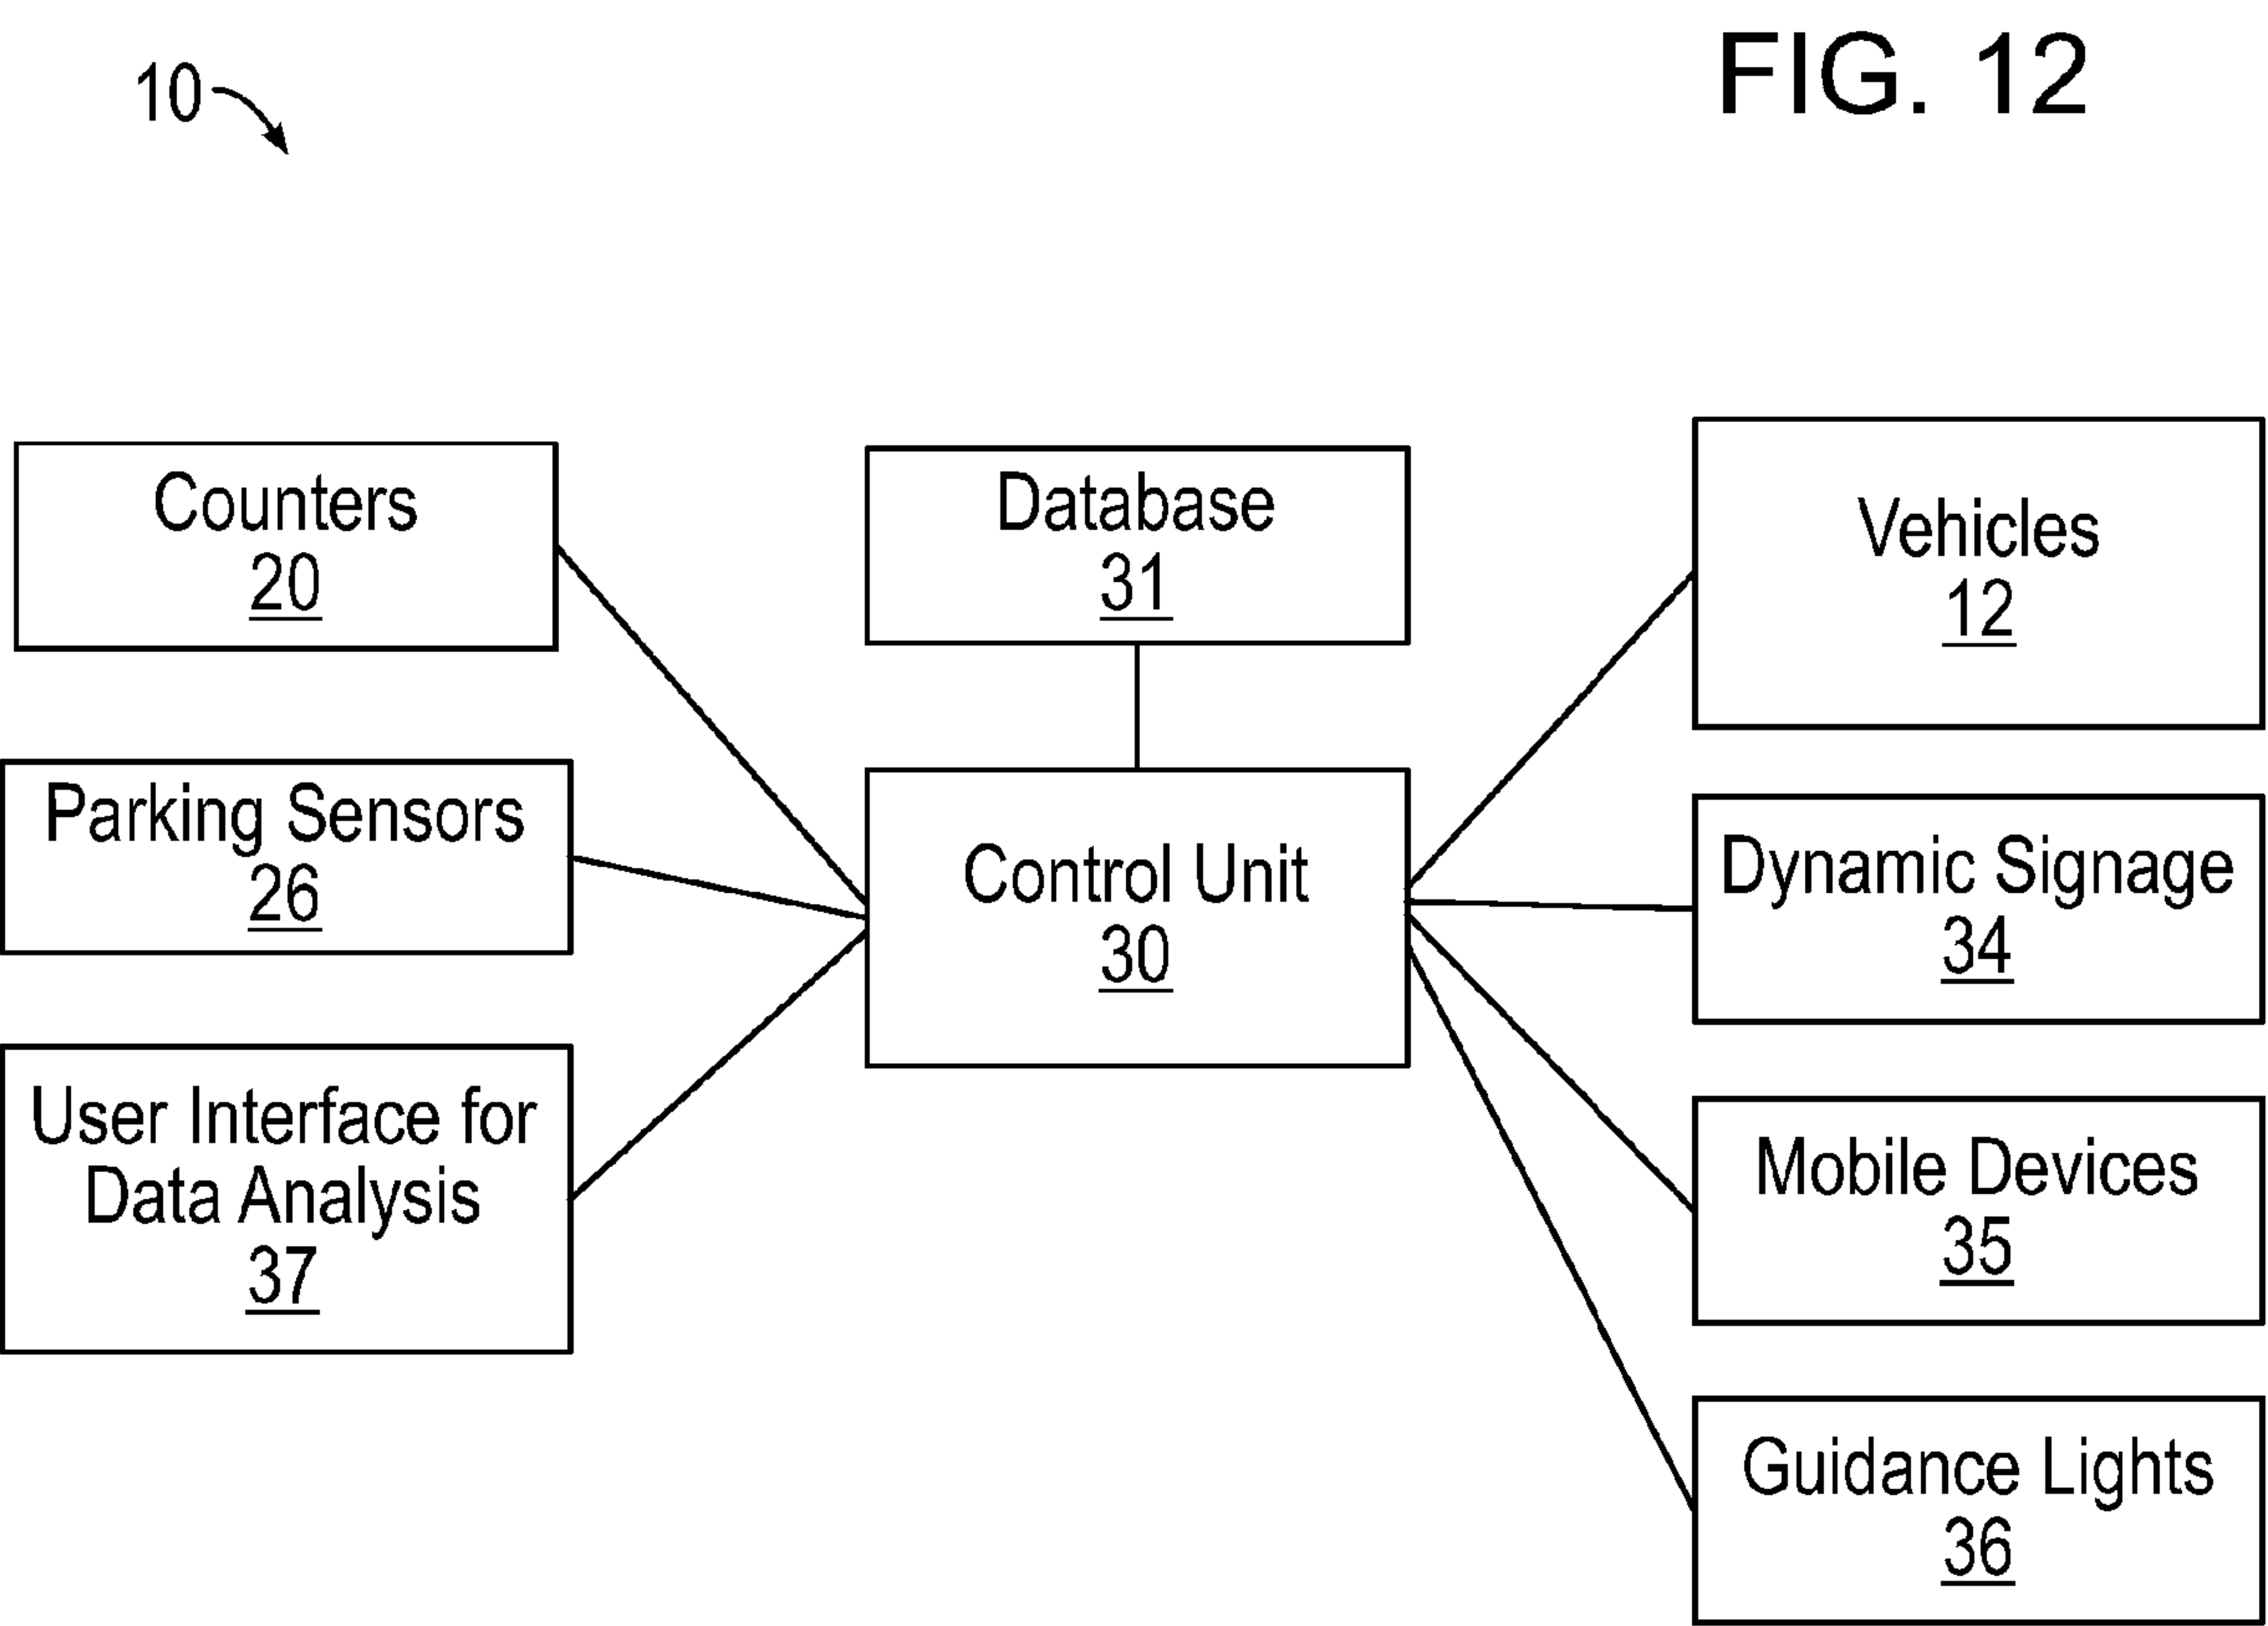 10
FIG. 12
Counters
20
Database
31
Vehicles
12
Parking Sensors
26
Control Unit
30
Dynamic Signage
34
User Interface for
Data Analysis
37
Mobile Devices
35
Guidance Lights
36